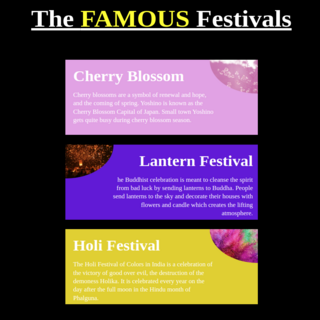 The FAMOUS Festivals
Cherry Blossom
Cherry blossoms are a symbol of renewal and hope,
and the coming of spring. Yoshino is known as the
Cherry Blossom Capital of Japan. Small town Yoshino
gets quite busy during cherry blossom season.
Lantern Festival
he Buddhist celebration is meant to cleanse the spirit
from bad luck by sending lanterns to Buddha. People
send lanterns to the sky and decorate their houses with
flowers and candle which creates the lifting
atmosphere.
Holi Festival
The Holi Festival of Colors in India is a celebration of
the victory of good over evil, the destruction of the
demoness Holika. It is celebrated every year on the
day after the full moon in the Hindu month of
Phalguna.